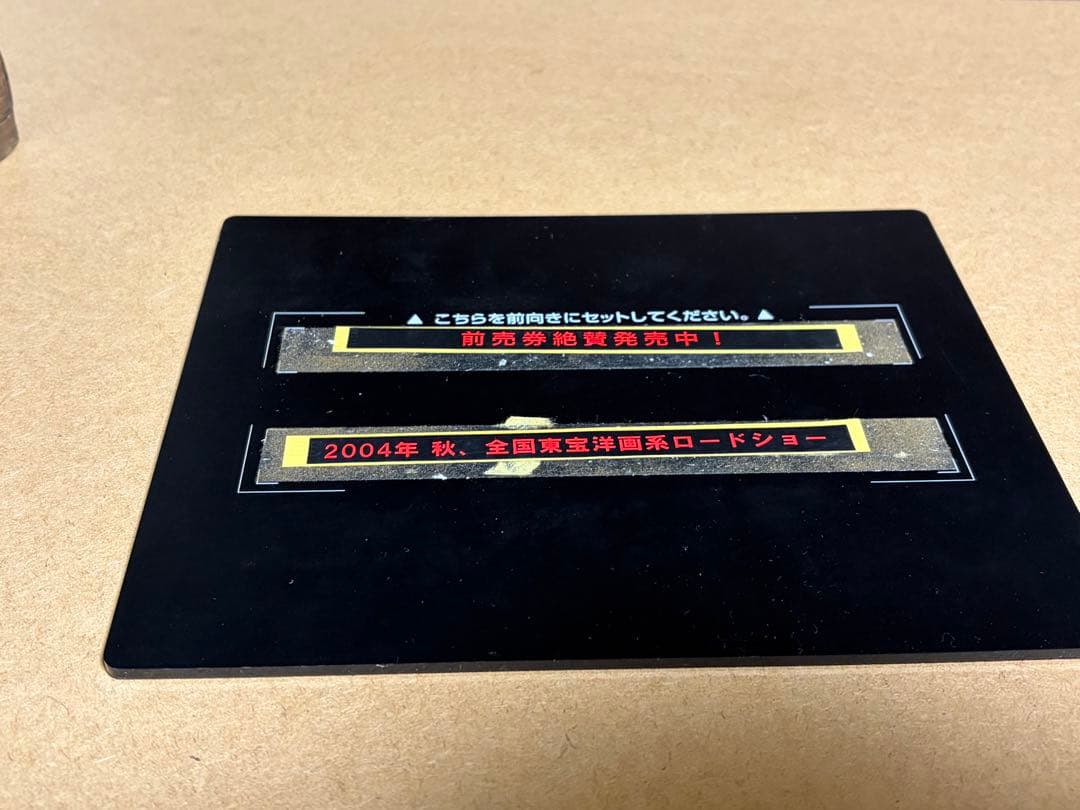 ▲ こちらを前向きにセットしてください。 ▲
前売券絶賛発売中！
2004年 秋、全国東宝洋画系ロードショー